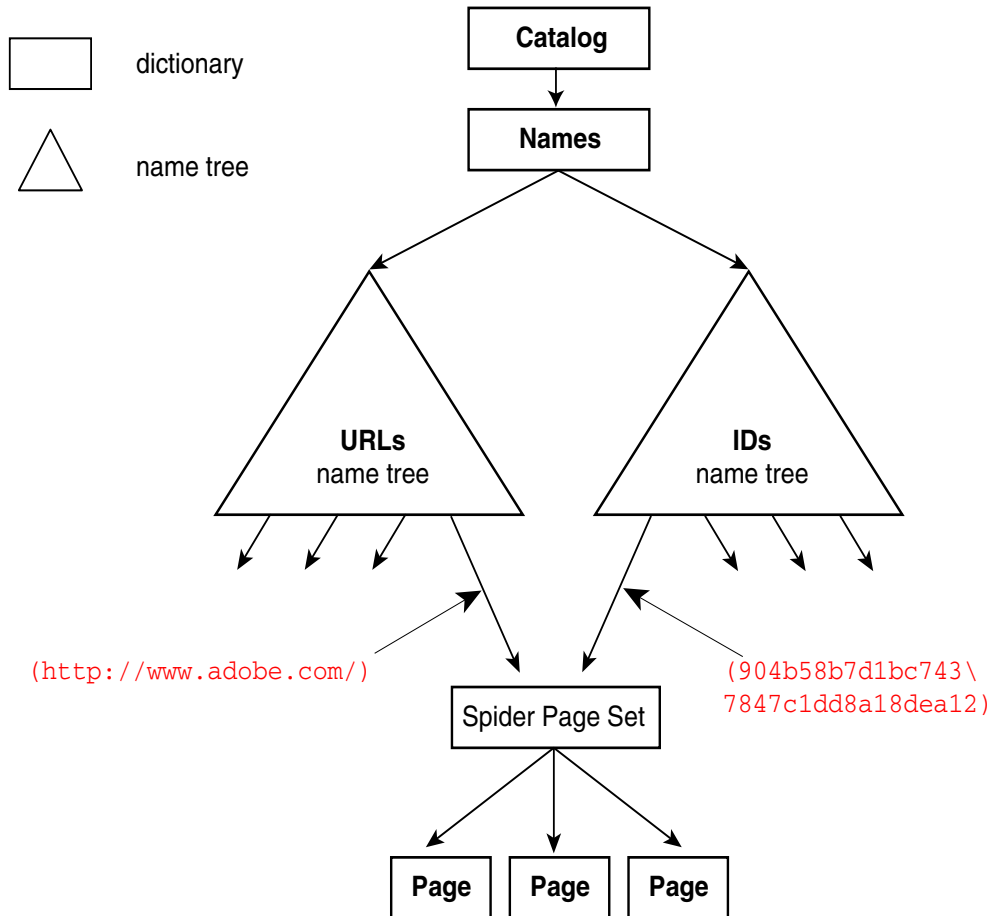 Catalog
dictionary
Names
name tree
URLs
name tree
IDs
name tree
(http://www.adobe.com/)
(904b58b7d1bc743\
7847c1dd8a18dea12)
Spider Page Set
Page
Page
Page